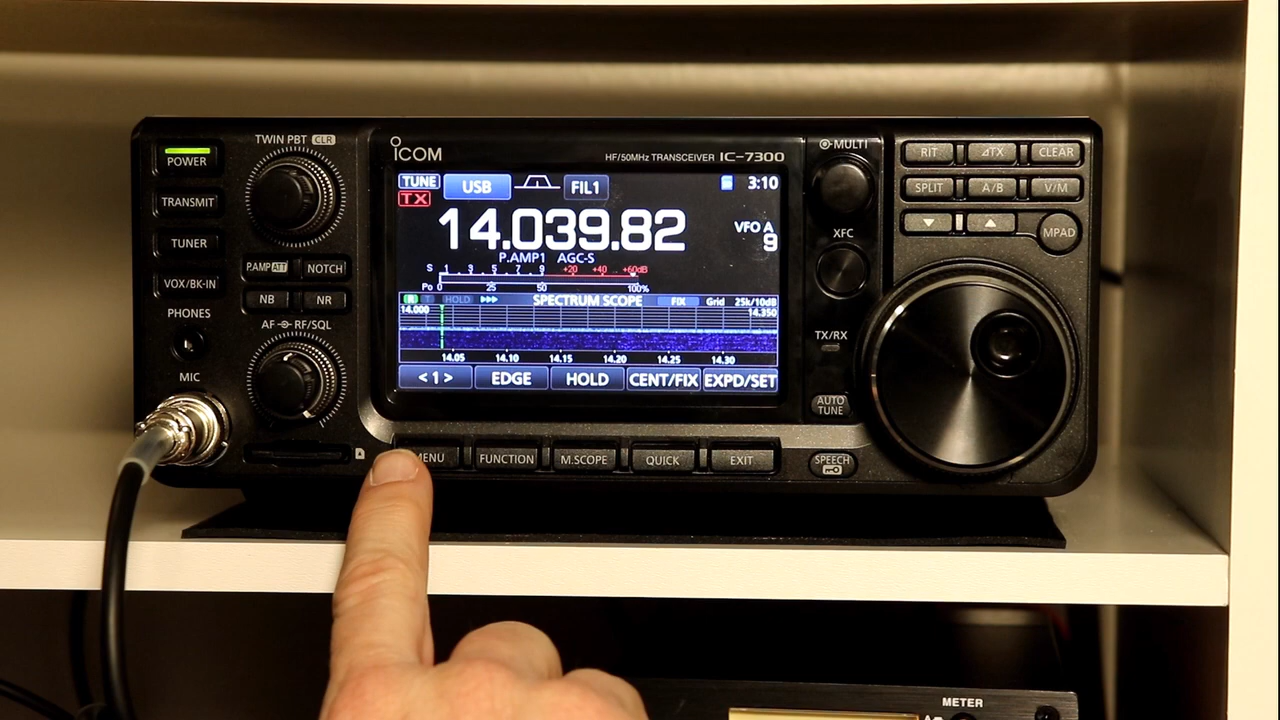 TWIN PBT CLR
POWER
TRANSMIT
TUNER
VOX/BK-IN
PHONES
MIC
P.AMP ATT
NOTCH
NB
NR
AF RF/SQL
ICOM
HF/50MHz TRANSCEIVER IC-7300
TUNE
TX
USB
FIL1
3:10
14.039.82
VFO A
9
P.AMP1 AGC-S
S 1 3 5 7 9 +20 +40 +60dB
Po 0 25 50 100%
HOLD
SPECTRUM SCOPE
FIX
Grid 25k/10dB
14.000
14.350
14.05 14.10 14.15 14.20 14.25 14.30
< 1 >
EDGE
HOLD
CENT/FIX
EXPD/SET
MENU
FUNCTION
M.SCOPE
QUICK
EXIT
MULTI
XFC
TX/RX
AUTO
TUNE
SPEECH
RIT
⊿TX
CLEAR
SPLIT
A/B
V/M
MPAD
METER